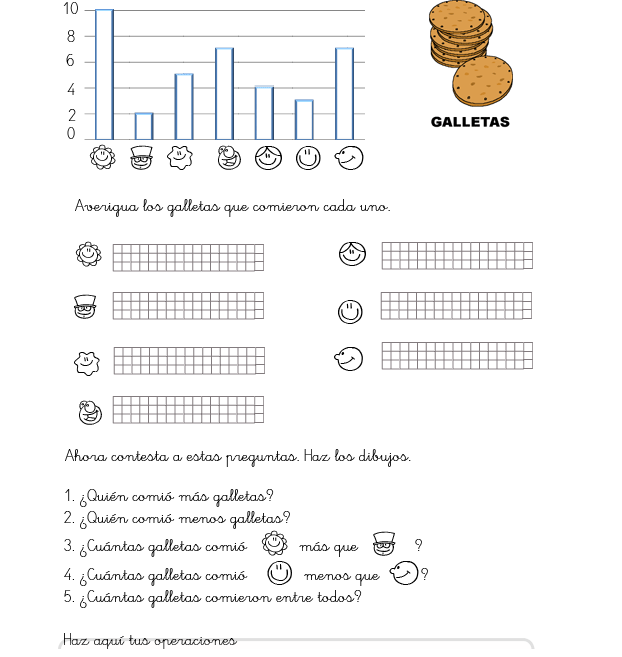 10
8
6
4
2
0
GALLETAS
Averigua los galletas que comieron cada uno.
Ahora contesta a estas preguntas. Haz los dibujos.
1. ¿Quién comió más galletas?
2. ¿Quién comió menos galletas?
3. ¿Cuántas galletas comió más que ?
4. ¿Cuántas galletas comió menos que ?
5. ¿Cuántas galletas comieron entre todos?
Haz aquí tus operaciones